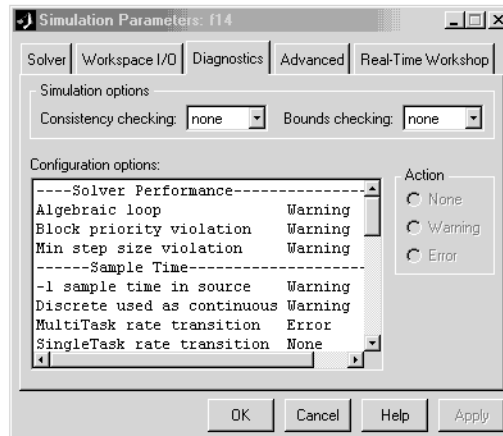 Simulation Parameters: f14
Solver Workspace I/O Diagnostics Advanced Real-Time Workshop
Simulation options
Consistency checking: none Bounds checking: none
Configuration options:
Action
----Solver Performance----------------
Algebraic loop Warning
Block priority violation Warning
Min step size violation Warning
------Sample Time---------------------
-1 sample time in source Warning
Discrete used as continuous Warning
MultiTask rate transition Error
SingleTask rate transition None
None
Warning
Error
OK Cancel Help Apply